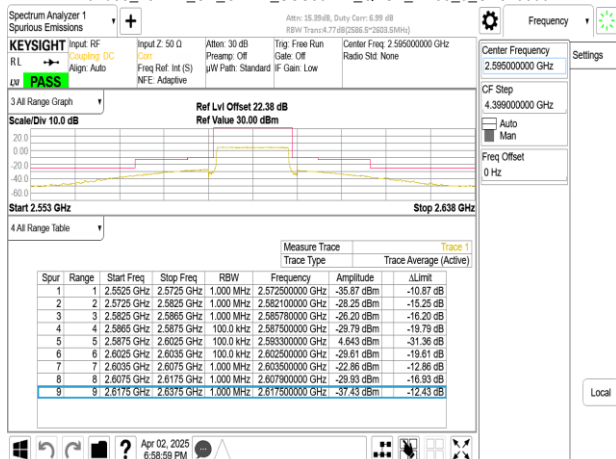 Spectrum Analyzer 1
Spurious Emissions
Attn: 15.39dB, Duty Corr: 6.99 dB
RBW Trans:4.77dB(2586.5*2603.5MHz)
Frequency
Settings
KEYSIGHT
RL
LXI
PASS
Input: RF
Coupling: DC
Align: Auto
Input Z: 50 Ω
Corr
Freq Ref: Int (S)
NFE: Adaptive
Atten: 30 dB
Preamp: Off
µW Path: Standard
Trig: Free Run
Gate: Off
IF Gain: Low
Center Freq: 2.595000000 GHz
Radio Std: None
Center Frequency
2.595000000 GHz
CF Step
4.399000000 GHz
Auto
Man
Freq Offset
0 Hz
Local
3 All Range Graph
Scale/Div 10.0 dB
Ref Lvl Offset 22.38 dB
Ref Value 30.00 dBm
20.0
0.00
-20.0
-40.0
-60.0
Start 2.553 GHz
Stop 2.638 GHz
4 All Range Table
Measure Trace Trace 1
Trace Type Trace Average (Active)
Spur Range Start Freq Stop Freq RBW Frequency Amplitude ΔLimit
1 1 2.5525 GHz 2.5725 GHz 1.000 MHz 2.572500000 GHz -35.87 dBm -10.87 dB
2 2 2.5725 GHz 2.5825 GHz 1.000 MHz 2.582100000 GHz -28.25 dBm -15.25 dB
3 3 2.5825 GHz 2.5865 GHz 1.000 MHz 2.585780000 GHz -26.20 dBm -16.20 dB
4 4 2.5865 GHz 2.5875 GHz 100.0 kHz 2.587500000 GHz -29.79 dBm -19.79 dB
5 5 2.5875 GHz 2.6025 GHz 100.0 kHz 2.593300000 GHz 4.643 dBm -31.36 dB
6 6 2.6025 GHz 2.6035 GHz 100.0 kHz 2.602500000 GHz -29.61 dBm -19.61 dB
7 7 2.6035 GHz 2.6075 GHz 1.000 MHz 2.603500000 GHz -22.86 dBm -12.86 dB
8 8 2.6075 GHz 2.6175 GHz 1.000 MHz 2.607900000 GHz -29.93 dBm -16.93 dB
9 9 2.6175 GHz 2.6375 GHz 1.000 MHz 2.617500000 GHz -37.43 dBm -12.43 dB
?
Apr 02, 2025
6:58:59 PM